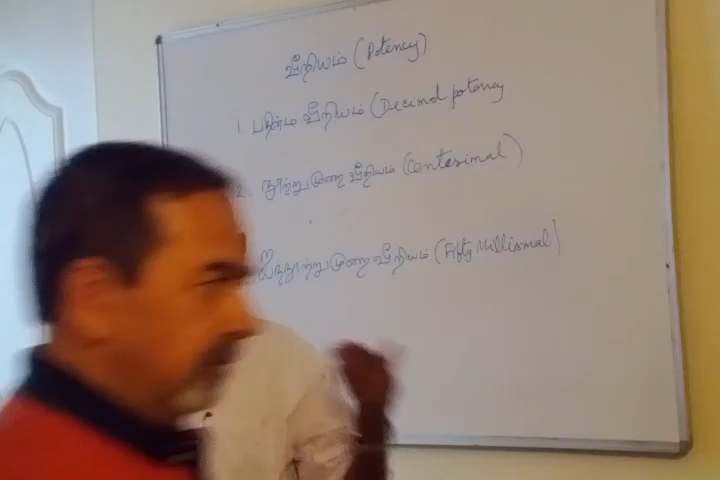 வீரியம் (Potency)
1. பதின்ம வீரியம் (Decimal potency
2. நூற்றுமுறை வீரியம் (Centesimal)
வீரியம் (Fifty Millismal)